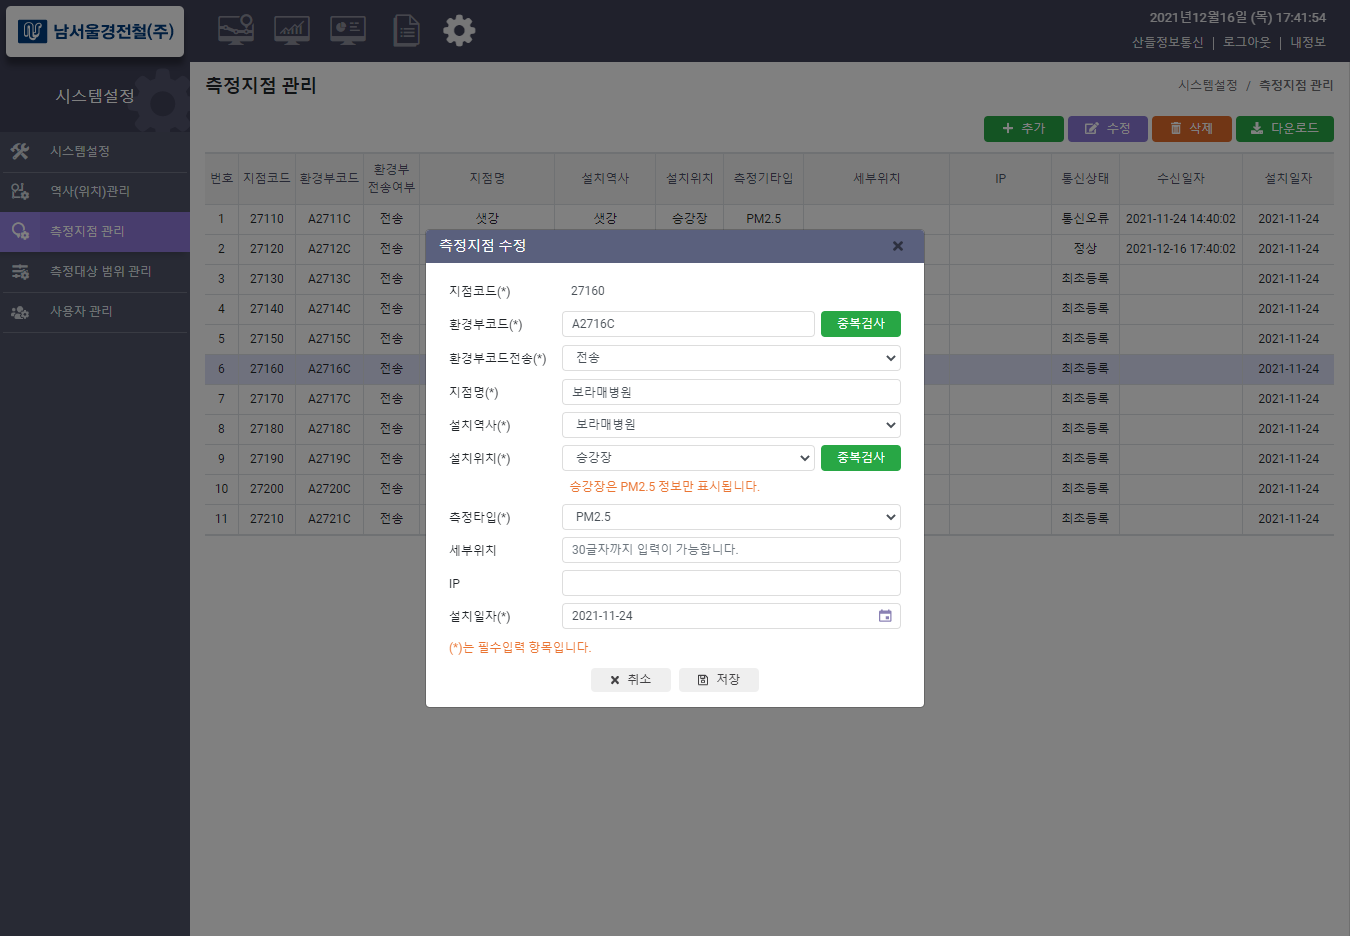 남서울경전철(주)
2021년12월16일 (목) 17:41:54
산들정보통신 | 로그아웃 | 내정보
시스템설정
시스템설정
역사(위치)관리
측정지점 관리
측정대상 범위 관리
사용자 관리
측정지점 관리
시스템설정 / 측정지점 관리
추가 수정 삭제 다운로드
번호 지점코드 환경부코드 환경부 전송여부 지점명 설치역사 설치위치 측정기타입 세부위치 IP 통신상태 수신일자 설치일자
1 27110 A2711C 전송 샛강 샛강 승강장 PM2.5 통신오류 2021-11-24 14:40:02 2021-11-24
2 27120 A2712C 전송 정상 2021-12-16 17:40:02 2021-11-24
3 27130 A2713C 전송 최초등록 2021-11-24
4 27140 A2714C 전송 최초등록 2021-11-24
5 27150 A2715C 전송 최초등록 2021-11-24
6 27160 A2716C 전송 최초등록 2021-11-24
7 27170 A2717C 전송 최초등록 2021-11-24
8 27180 A2718C 전송 최초등록 2021-11-24
9 27190 A2719C 전송 최초등록 2021-11-24
10 27200 A2720C 전송 최초등록 2021-11-24
11 27210 A2721C 전송 최초등록 2021-11-24
측정지점 수정
지점코드(*) 27160
환경부코드(*) A2716C 중복검사
환경부코드전송(*) 전송
지점명(*) 보라매병원
설치역사(*) 보라매병원
설치위치(*) 승강장 중복검사
승강장은 PM2.5 정보만 표시됩니다.
측정타입(*) PM2.5
세부위치 30글자까지 입력이 가능합니다.
IP
설치일자(*) 2021-11-24
(*)는 필수입력 항목입니다.
취소 저장